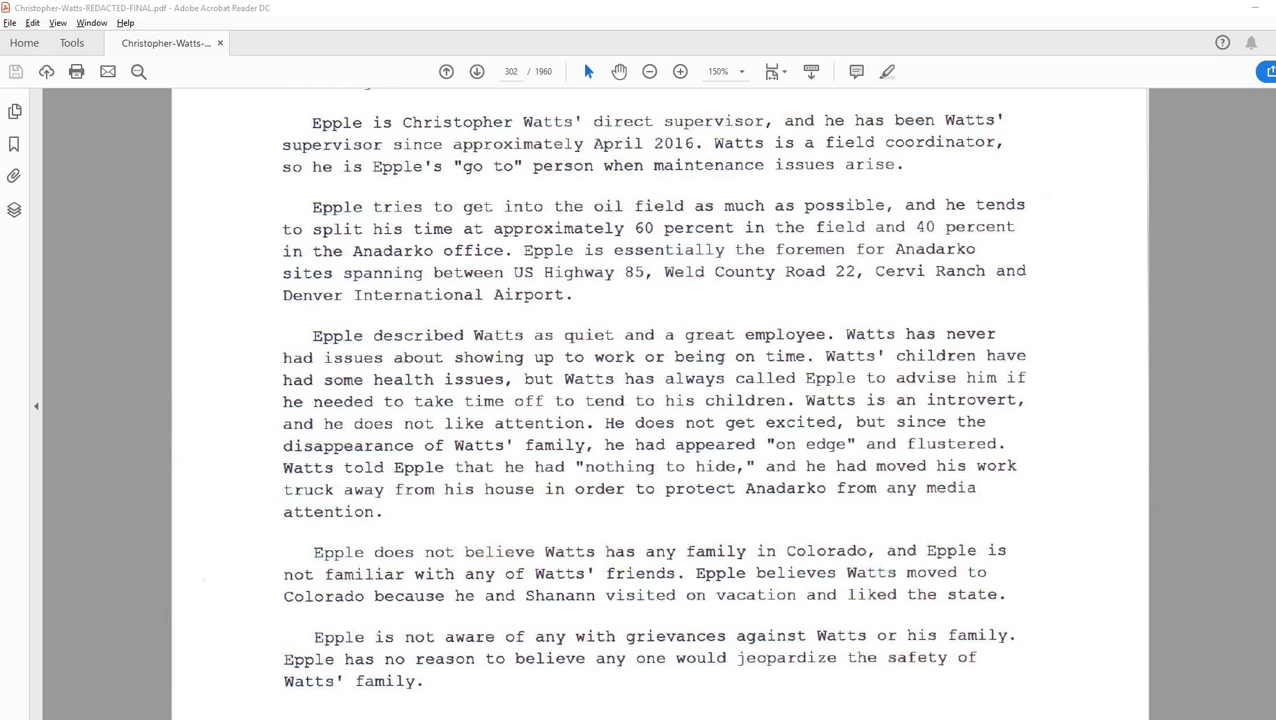 Christopher-Watts-REDACTED-FINAL.pdf - Adobe Acrobat Reader DC
File Edit View Window Help
Home Tools Christopher-Watts-... ×
302 / 1960 150%
Epple is Christopher Watts' direct supervisor, and he has been Watts'
supervisor since approximately April 2016. Watts is a field coordinator,
so he is Epple's "go to" person when maintenance issues arise.
Epple tries to get into the oil field as much as possible, and he tends
to split his time at approximately 60 percent in the field and 40 percent
in the Anadarko office. Epple is essentially the foremen for Anadarko
sites spanning between US Highway 85, Weld County Road 22, Cervi Ranch and
Denver International Airport.
Epple described Watts as quiet and a great employee. Watts has never
had issues about showing up to work or being on time. Watts' children have
had some health issues, but Watts has always called Epple to advise him if
he needed to take time off to tend to his children. Watts is an introvert,
and he does not like attention. He does not get excited, but since the
disappearance of Watts' family, he had appeared "on edge" and flustered.
Watts told Epple that he had "nothing to hide," and he had moved his work
truck away from his house in order to protect Anadarko from any media
attention.
Epple does not believe Watts has any family in Colorado, and Epple is
not familiar with any of Watts' friends. Epple believes Watts moved to
Colorado because he and Shanann visited on vacation and liked the state.
Epple is not aware of any with grievances against Watts or his family.
Epple has no reason to believe any one would jeopardize the safety of
Watts' family.